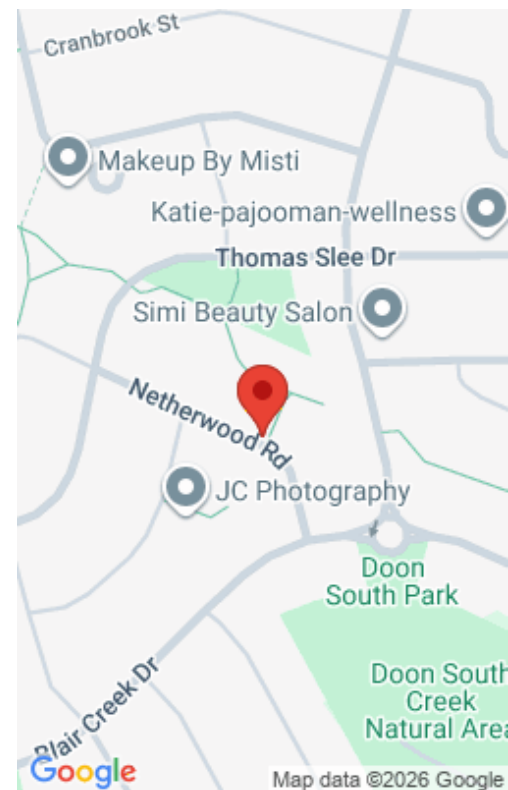 Cranbrook St
Makeup By Misti
Katie-pajooman-wellness
Thomas Slee Dr
Simi Beauty Salon
Netherwood Rd
JC Photography
Doon
South Park
Doon South
Creek
Natural Area
Blair Creek Dr
Google
Map data ©2026 Google